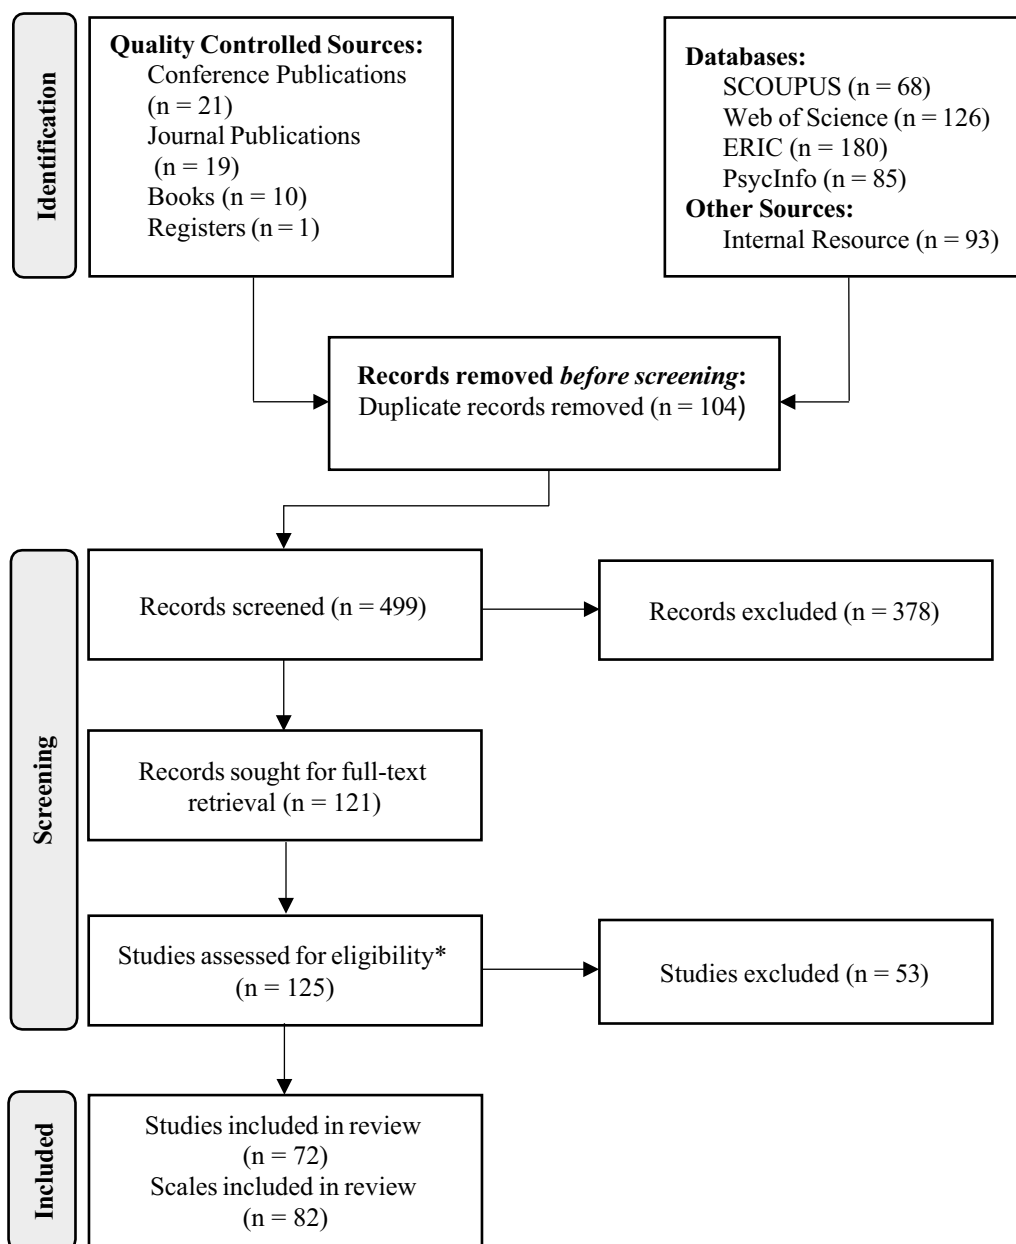 Identification
Quality Controlled Sources:
Conference Publications
(n = 21)
Journal Publications
(n = 19)
Books (n = 10)
Registers (n = 1)
Databases:
SCOUPUS (n = 68)
Web of Science (n = 126)
ERIC (n = 180)
PsycInfo (n = 85)
Other Sources:
Internal Resource (n = 93)
Records removed before screening:
Duplicate records removed (n = 104)
Screening
Records screened (n = 499)
Records excluded (n = 378)
Records sought for full-text
retrieval (n = 121)
Studies assessed for eligibility*
(n = 125)
Studies excluded (n = 53)
Included
Studies included in review
(n = 72)
Scales included in review
(n = 82)